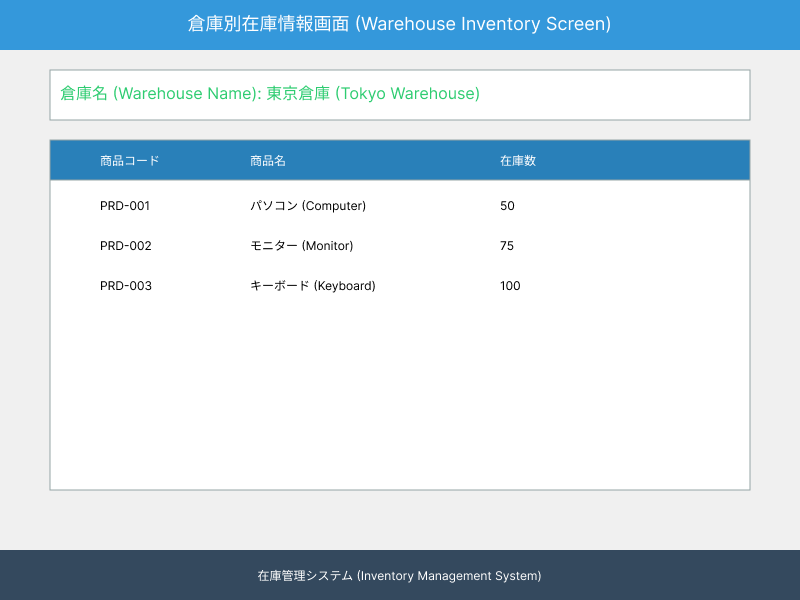 倉庫別在庫情報画面 (Warehouse Inventory Screen)
倉庫名 (Warehouse Name): 東京倉庫 (Tokyo Warehouse)
商品コード 商品名 在庫数
PRD-001 パソコン (Computer) 50
PRD-002 モニター (Monitor) 75
PRD-003 キーボード (Keyboard) 100
在庫管理システム (Inventory Management System)